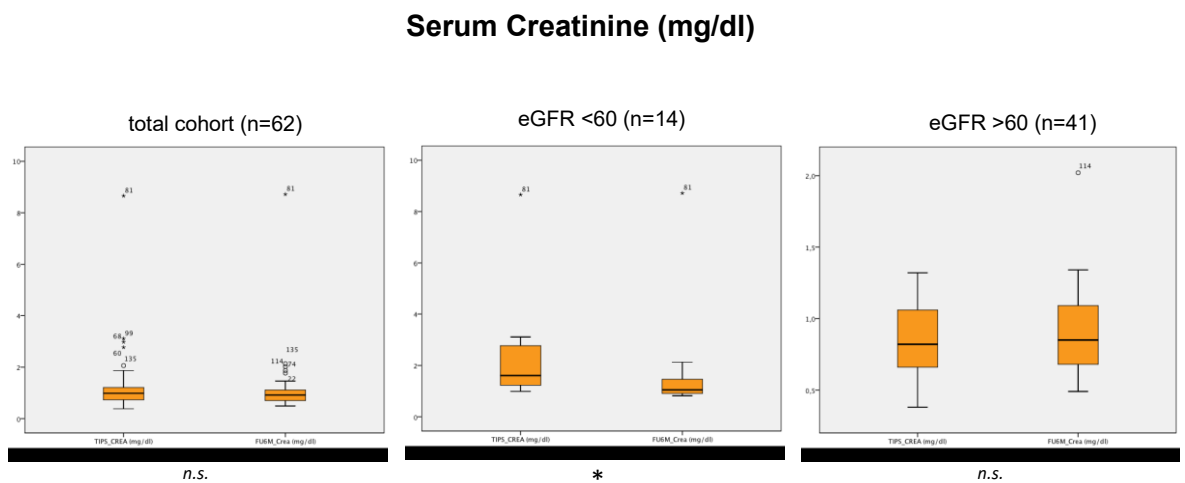 Serum Creatinine (mg/dl)
total cohort (n=62)
10
8
6
4
2
0
81
81
68 99
60
135
135
114 74
22
TIPS_CREA (mg/dl)
FU6M_Crea (mg/dl)
n.s.
eGFR <60 (n=14)
10
8
6
4
2
0
81
81
TIPS_CREA (mg/dl)
FU6M_Crea (mg/dl)
*
eGFR >60 (n=41)
2,0
1,5
1,0
0,5
114
TIPS_CREA (mg/dl)
FU6M_Crea (mg/dl)
n.s.